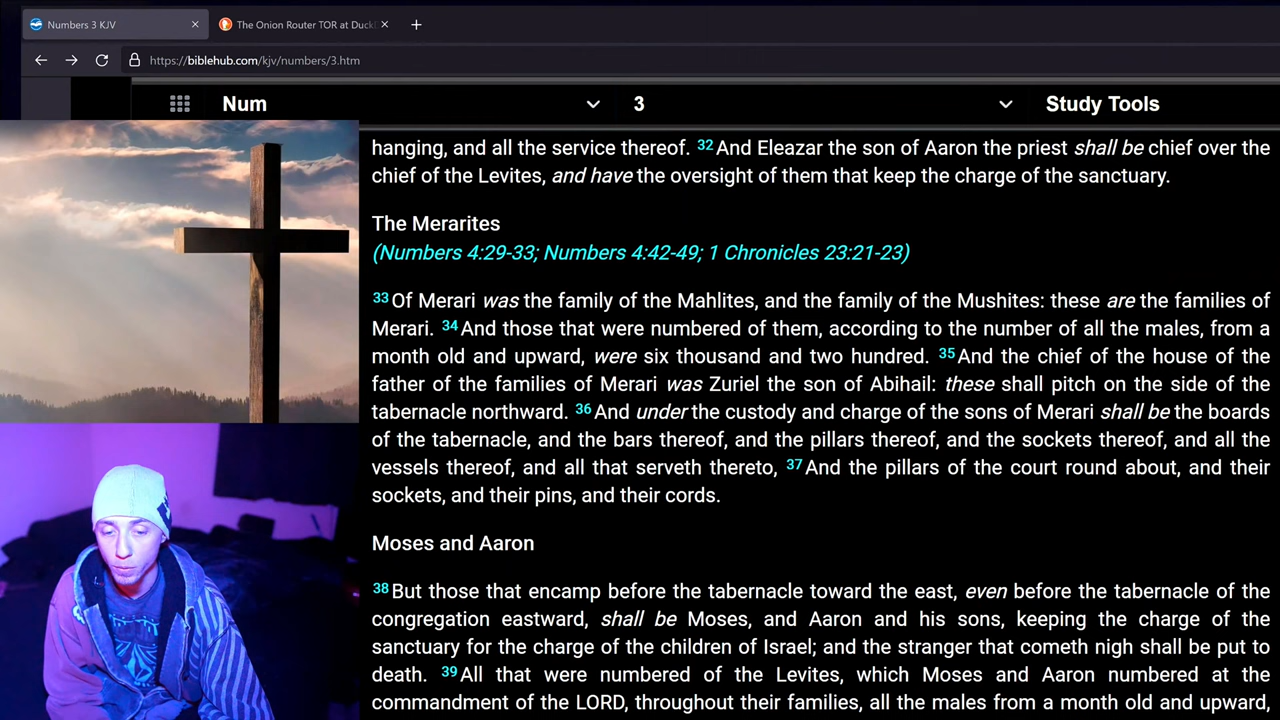 Numbers 3 KJV
The Onion Router TOR at Duck
https://biblehub.com/kjv/numbers/3.htm
Num 3 Study Tools
hanging, and all the service thereof. 32 And Eleazar the son of Aaron the priest shall be chief over the
chief of the Levites, and have the oversight of them that keep the charge of the sanctuary.
The Merarites
(Numbers 4:29-33; Numbers 4:42-49; 1 Chronicles 23:21-23)
33 Of Merari was the family of the Mahlites, and the family of the Mushites: these are the families of
Merari. 34 And those that were numbered of them, according to the number of all the males, from a
month old and upward, were six thousand and two hundred. 35 And the chief of the house of the
father of the families of Merari was Zuriel the son of Abihail: these shall pitch on the side of the
tabernacle northward. 36 And under the custody and charge of the sons of Merari shall be the boards
of the tabernacle, and the bars thereof, and the pillars thereof, and the sockets thereof, and all the
vessels thereof, and all that serveth thereto, 37 And the pillars of the court round about, and their
sockets, and their pins, and their cords.
Moses and Aaron
38 But those that encamp before the tabernacle toward the east, even before the tabernacle of the
congregation eastward, shall be Moses, and Aaron and his sons, keeping the charge of the
sanctuary for the charge of the children of Israel; and the stranger that cometh nigh shall be put to
death. 39 All that were numbered of the Levites, which Moses and Aaron numbered at the
commandment of the LORD, throughout their families, all the males from a month old and upward,